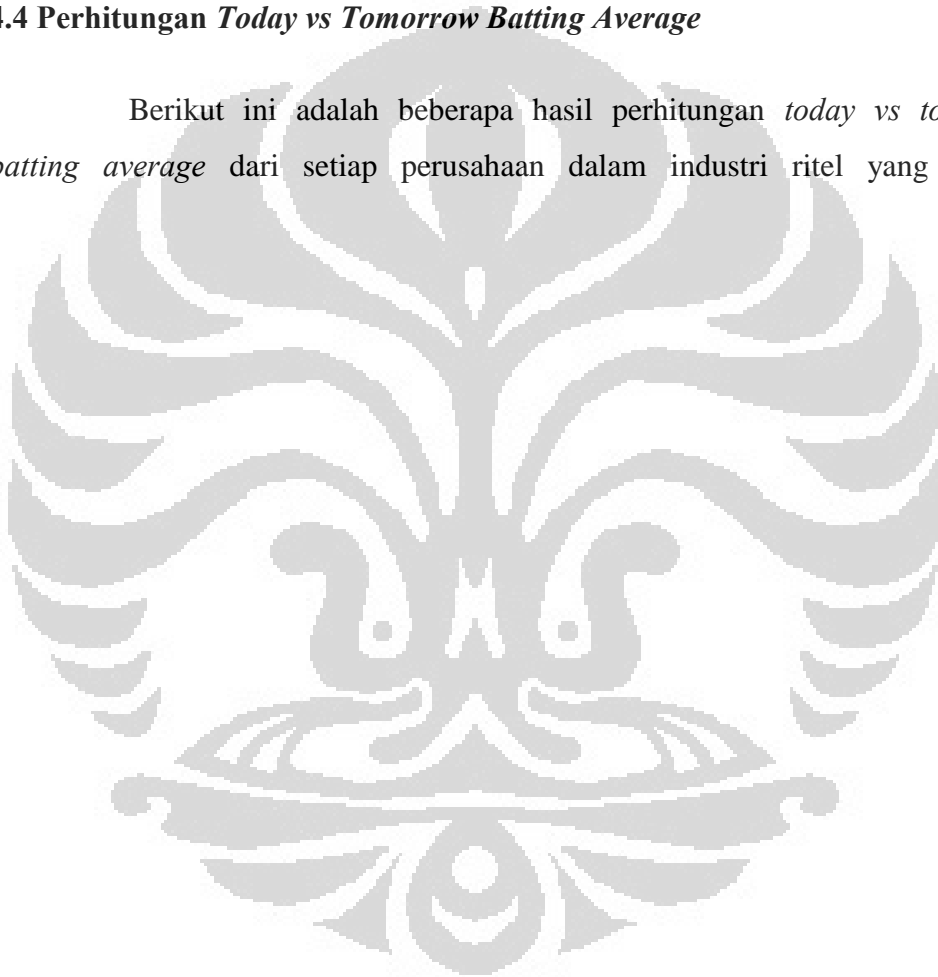 4.4 Perhitungan Today vs Tomorrow Batting Average
Berikut ini adalah beberapa hasil perhitungan today vs
average dari setiap perusahaan dalam industri ritel yang